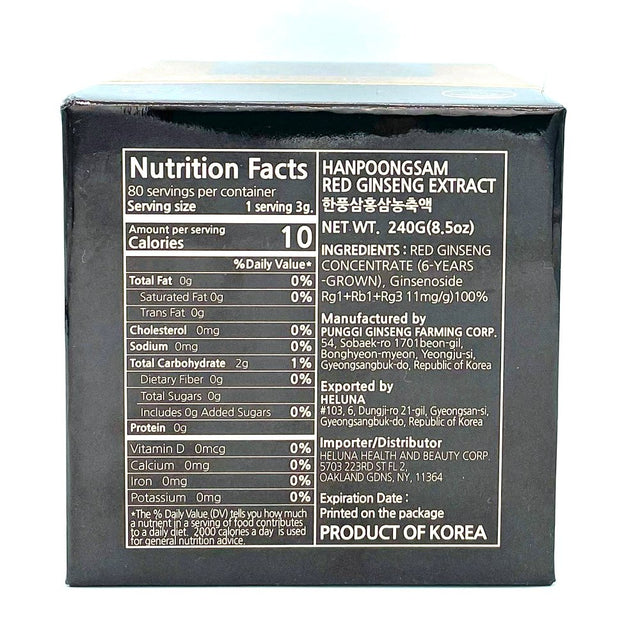 Nutrition Facts
80 servings per container
Serving size 1 serving 3g.
Amount per serving
Calories 10
%Daily Value*
Total Fat 0g 0%
Saturated Fat 0g 0%
Trans Fat 0g
Cholesterol 0mg 0%
Sodium 0mg 0%
Total Carbohydrate 2g 1%
Dietary Fiber 0g 0%
Total Sugars 0g
Includes 0g Added Sugars 0%
Protein 0g
Vitamin D 0mcg 0%
Calcium 0mg 0%
Iron 0mg 0%
Potassium 0mg 0%
*The % Daily Value (DV) tells you how much
a nutrient in a serving of food contributes
to a daily diet. 2000 calories a day is used
for general nutrition advice.
HANPOONGSAM
RED GINSENG EXTRACT
한풍삼홍삼농축액
NET WT. 240G(8.5oz)
INGREDIENTS : RED GINSENG
CONCENTRATE (6-YEARS
-GROWN), Ginsenoside
Rg1+Rb1+Rg3 11mg/g)100%
Manufactured by
PUNGGI GINSENG FARMING CORP.
54, Sobaek-ro 1701beon-gil,
Bonghyeon-myeon, Yeongju-si,
Gyeongsangbuk-do, Republic of Korea
Exported by
HELUNA
#103, 6, Dungji-ro 21-gil, Gyeongsan-si,
Gyeongsangbuk-do, Republic of Korea
Importer/Distributor
HELUNA HEALTH AND BEAUTY CORP.
5703 223RD ST FL 2,
OAKLAND GDNS, NY, 11364
Expiration Date :
Printed on the package
PRODUCT OF KOREA